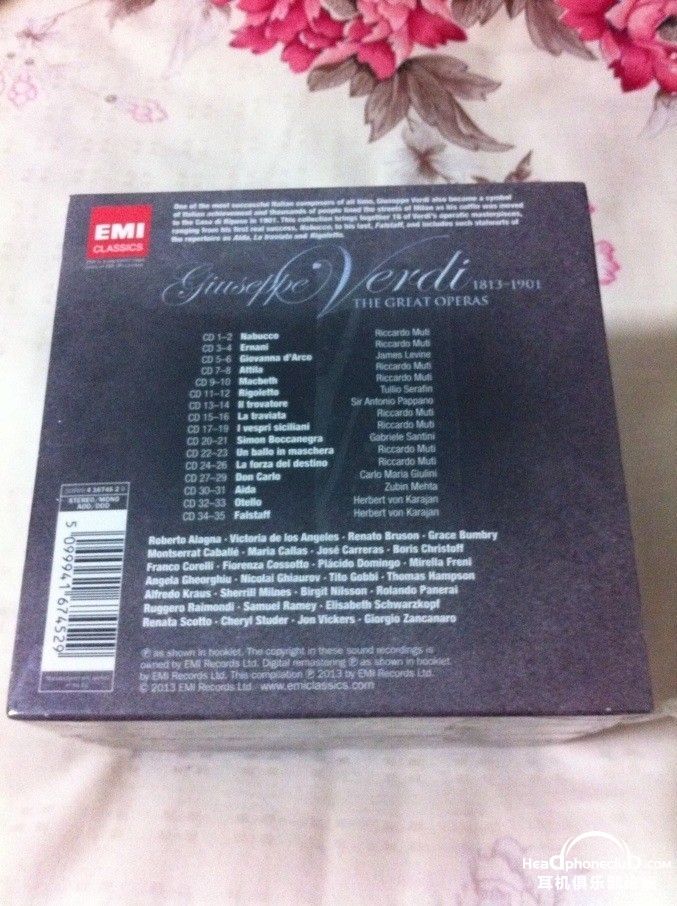 One of the most successful Italian composers of all time, Giuseppe Verdi also became a symbol
of Italian achievement and thousands of people lined the streets of Milan as his coffin was moved
to the Casa di Riposo in 1901. This collection brings together 16 of Verdi's operatic masterpieces,
ranging from his first real success, Nabucco, to his last, Falstaff, and includes such stalwarts of
the repertoire as Aida, La traviata and Rigoletto.
EMI
CLASSICS
Giuseppe Verdi 1813–1901
THE GREAT OPERAS
CD 1–2 Nabucco Riccardo Muti
CD 3–4 Ernani Riccardo Muti
CD 5–6 Giovanna d'Arco James Levine
CD 7–8 Attila Riccardo Muti
CD 9–10 Macbeth Riccardo Muti
CD 11–12 Rigoletto Tullio Serafin
CD 13–14 Il trovatore Sir Antonio Pappano
CD 15–16 La traviata Riccardo Muti
CD 17–19 I vespri siciliani Riccardo Muti
CD 20–21 Simon Boccanegra Gabriele Santini
CD 22–23 Un ballo in maschera Riccardo Muti
CD 24–26 La forza del destino Riccardo Muti
CD 27–29 Don Carlo Carlo Maria Giulini
CD 30–31 Aida Zubin Mehta
CD 32–33 Otello Herbert von Karajan
CD 34–35 Falstaff Herbert von Karajan
STEREO/MONO
ADD/DDD
5 099941 674529
Roberto Alagna · Victoria de los Angeles · Renato Bruson · Grace Bumbry
Montserrat Caballé · Maria Callas · José Carreras · Boris Christoff
Franco Corelli · Fiorenza Cossotto · Plácido Domingo · Mirella Freni
Angela Gheorghiu · Nicolai Ghiaurov · Tito Gobbi · Thomas Hampson
Alfredo Kraus · Sherrill Milnes · Birgit Nilsson · Rolando Panerai
Ruggero Raimondi · Samuel Ramey · Elisabeth Schwarzkopf
Renata Scotto · Cheryl Studer · Jon Vickers · Giorgio Zancanaro
℗ as shown in booklet. The copyright in these sound recordings is
owned by EMI Records Ltd. Digital remastering ℗ as shown in booklet
by EMI Records Ltd. This compilation ℗ 2013 by EMI Records Ltd.
© 2013 EMI Records Ltd. www.emiclassics.com
Headphoneclub.com
耳机俱乐部论坛